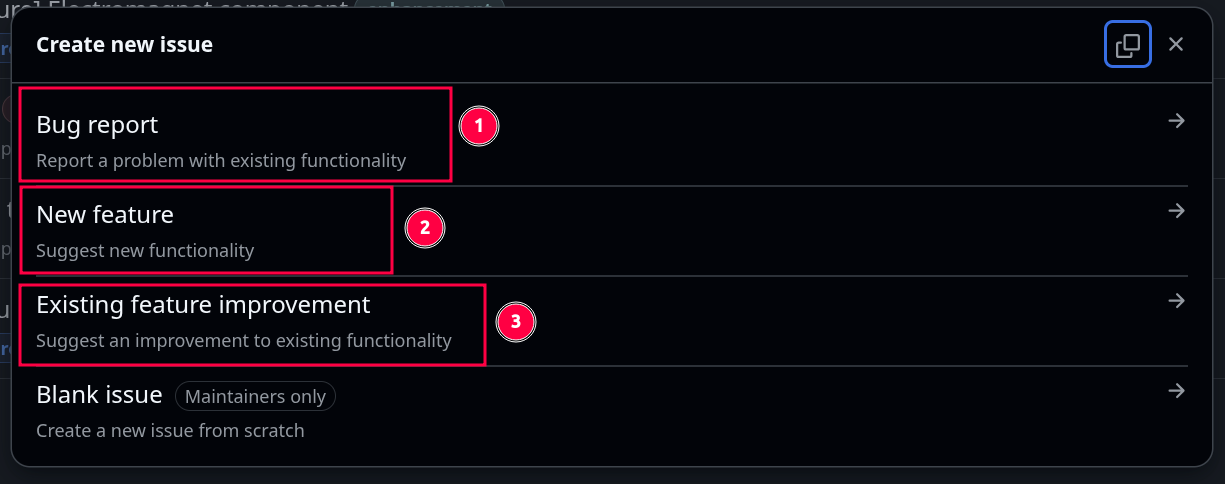 Create new issue
Bug report
1
Report a problem with existing functionality
New feature
2
Suggest new functionality
Existing feature improvement
3
Suggest an improvement to existing functionality
Blank issue Maintainers only
Create a new issue from scratch